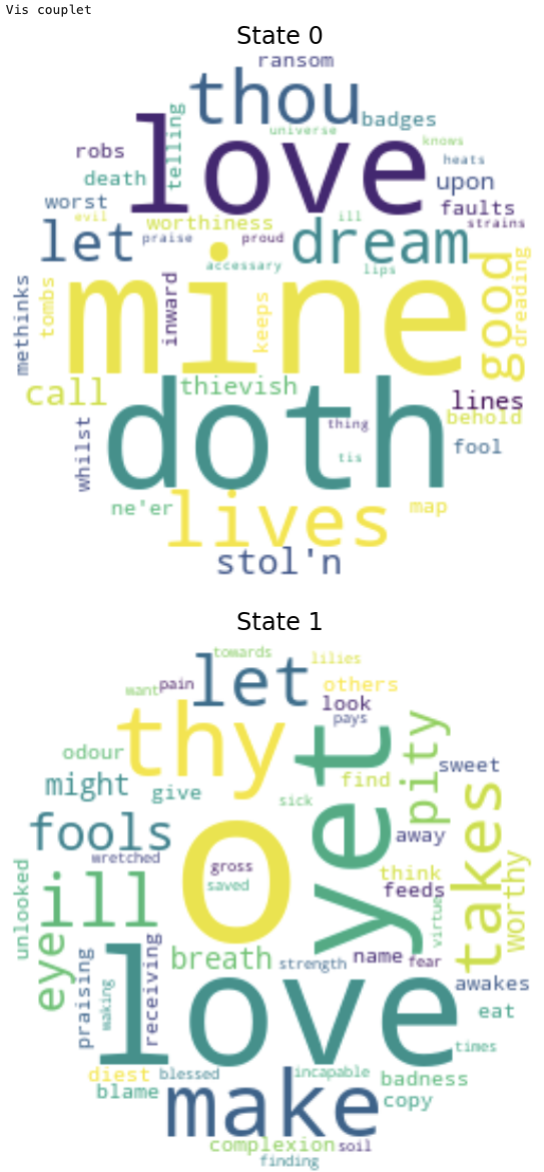 Vis couplet
State 0
ransom
thou
badges
universe
telling
love
knows
robs
heats
death
upon
worst
faults
evil
worthiness
ill
strains
let
praise
proud
dream
accessary
lips
good
dreading
methinks
tombs
mine
inward
keeps
call
thievish
lines
behold
doth
thing
whilst
fool
tis
ne'er
lives
map
stol'n
State 1
towards
lilies
let
want
pain
others
look
thy
pays
yet
pity
odour
sweet
might
give
find
sick
takes
fools
o
away
wretched
gross
think
worthy
unlooked
ill
saved
feeds
virtue
eye
breath
strength
name
fear
praising
waking
receiving
love
awakes
eat
times
diest
blessed
incapable
badness
blame
make
copy
complexion
soil
finding